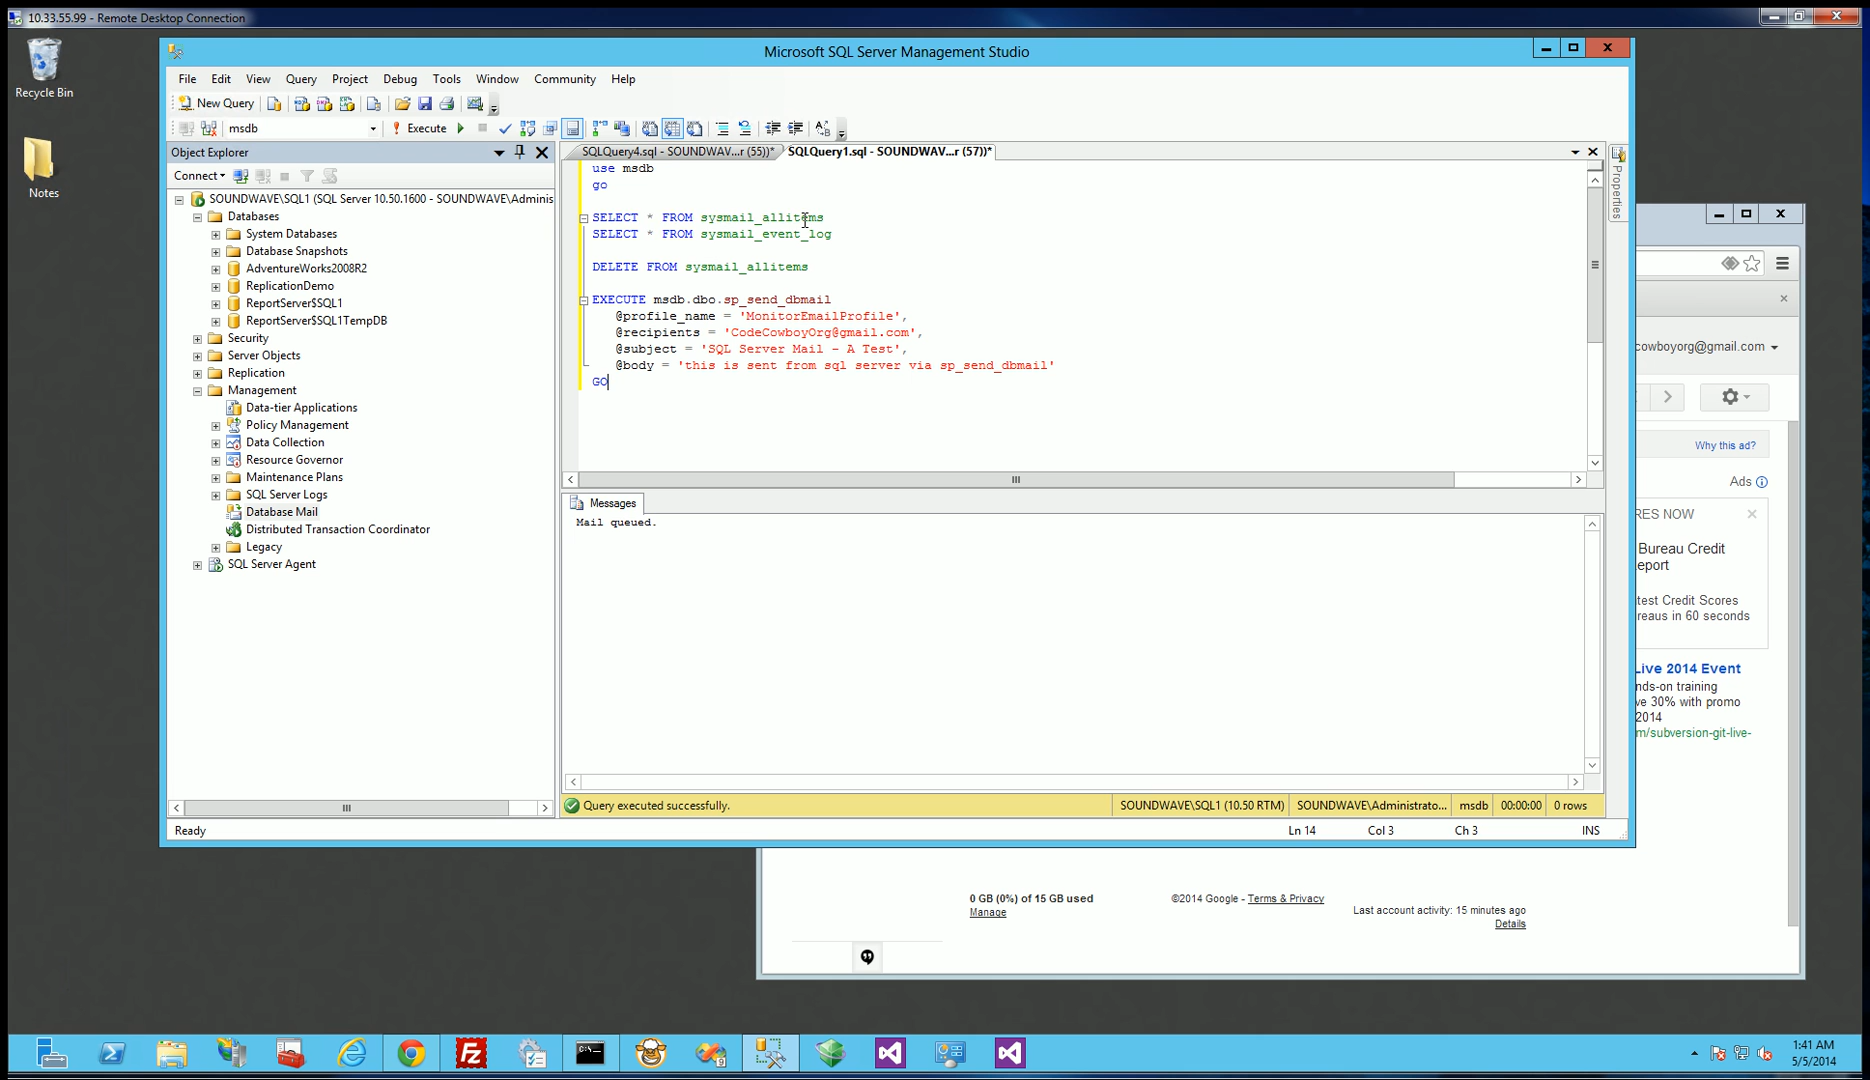 10.33.55.99 - Remote Desktop Connection
Recycle Bin
Notes
Microsoft SQL Server Management Studio
File Edit View Query Project Debug Tools Window Community Help
New Query
msdb
Execute
Object Explorer
Connect
SOUNDWAVE\SQL1 (SQL Server 10.50.1600 - SOUNDWAVE\Adminis
Databases
System Databases
Database Snapshots
AdventureWorks2008R2
ReplicationDemo
ReportServer$SQL1
ReportServer$SQL1TempDB
Security
Server Objects
Replication
Management
Data-tier Applications
Policy Management
Data Collection
Resource Governor
Maintenance Plans
SQL Server Logs
Database Mail
Distributed Transaction Coordinator
Legacy
SQL Server Agent
SQLQuery4.sql - SOUNDWAV...r (55))*
SQLQuery1.sql - SOUNDWAV...r (57))*
Properties
use msdb
go
SELECT * FROM sysmail_allitems
SELECT * FROM sysmail_event_log
DELETE FROM sysmail_allitems
EXECUTE msdb.dbo.sp_send_dbmail
@profile_name = 'MonitorEmailProfile',
@recipients = 'CodeCowboyOrg@gmail.com',
@subject = 'SQL Server Mail - A Test',
@body = 'this is sent from sql server via sp_send_dbmail'
GO
Messages
Mail queued.
Query executed successfully.
SOUNDWAVE\SQL1 (10.50 RTM) SOUNDWAVE\Administrato... msdb 00:00:00 0 rows
Ready
Ln 14 Col 3 Ch 3 INS
cowboyorg@gmail.com
Why this ad?
Ads
RES NOW
Bureau Credit
eport
test Credit Scores
reaus in 60 seconds
Live 2014 Event
nds-on training
ve 30% with promo
2014
m/subversion-git-live-
0 GB (0%) of 15 GB used
Manage
©2014 Google - Terms & Privacy
Last account activity: 15 minutes ago
Details
1:41 AM
5/5/2014